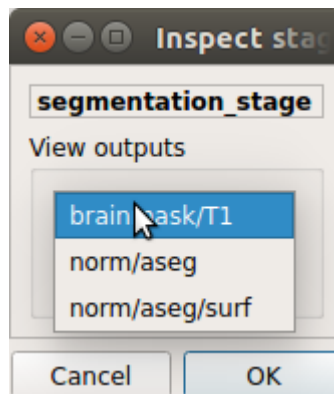 Inspect stag
segmentation_stage
View outputs
brainmask/T1
norm/aseg
norm/aseg/surf
Cancel
OK